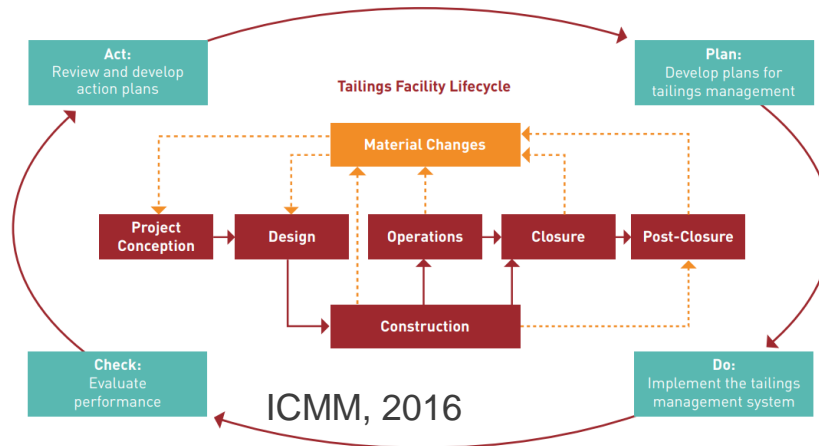 Act:
Review and develop
action plans
Plan:
Develop plans for
tailings management
Tailings Facility Lifecycle
Material Changes
Project
Conception
Design
Operations
Closure
Post-Closure
Construction
Check:
Evaluate
performance
ICMM, 2016
Do:
Implement the tailings
management system